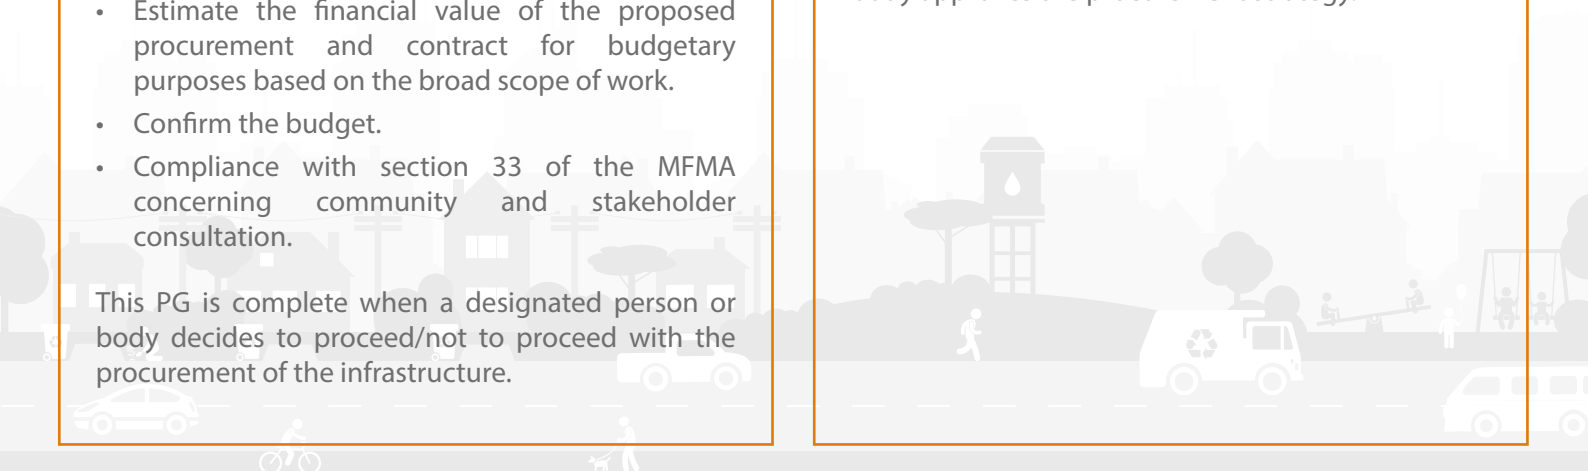 • Estimate the financial value of the proposed
procurement and contract for budgetary
purposes based on the broad scope of work.
• Confirm the budget.
• Compliance with section 33 of the MFMA
concerning community and stakeholder
consultation.
This PG is complete when a designated person or
body decides to proceed/not to proceed with the
procurement of the infrastructure.